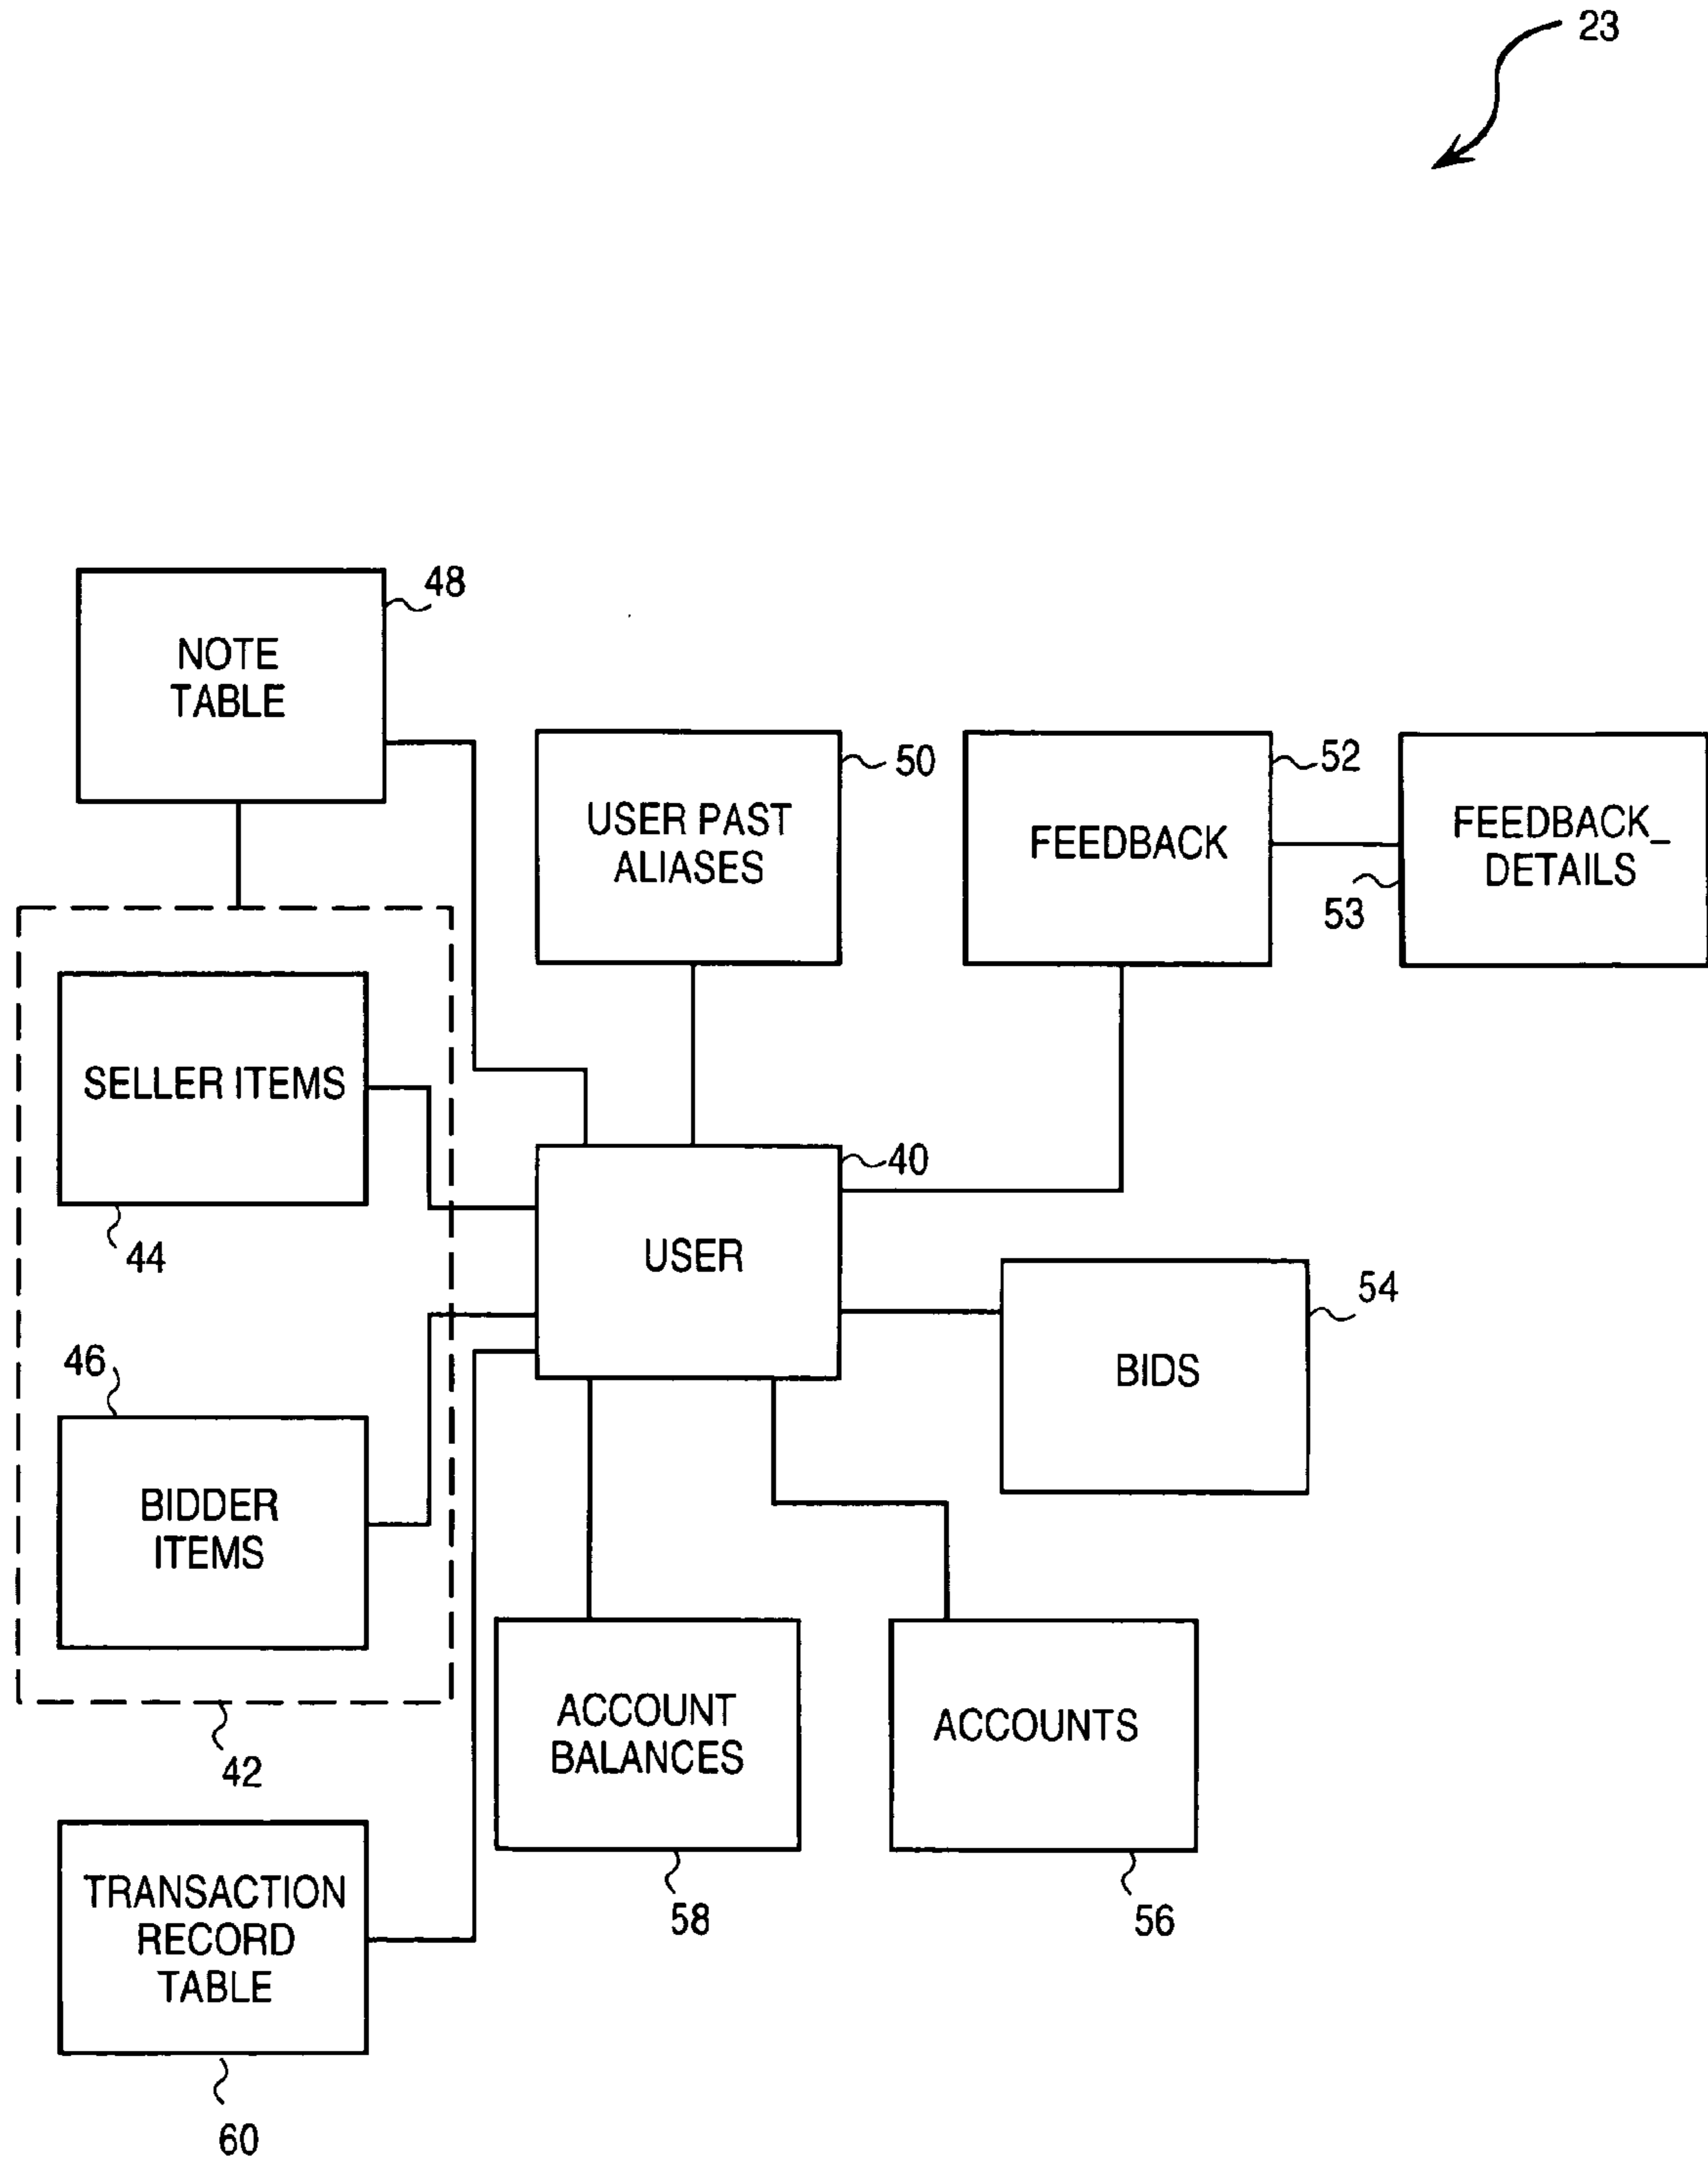 23
48
NOTE
TABLE
50
USER PAST
ALIASES
52
FEEDBACK
53
FEEDBACK_
DETAILS
SELLER ITEMS
44
40
USER
54
BIDS
46
BIDDER
ITEMS
42
ACCOUNT
BALANCES
58
ACCOUNTS
56
TRANSACTION
RECORD
TABLE
60